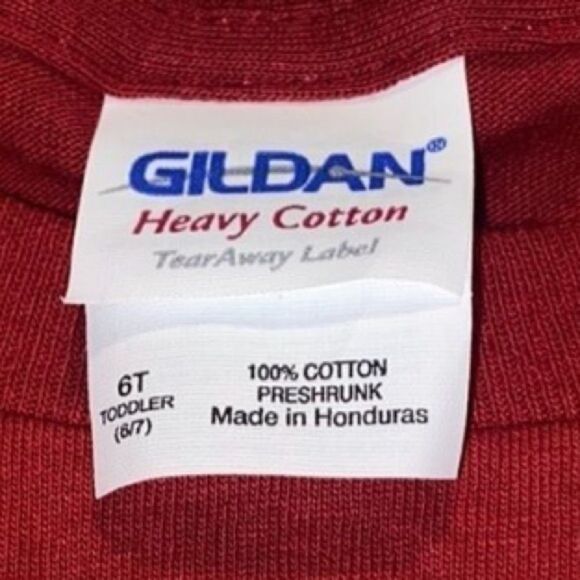 GILDAN®
Heavy Cotton
TearAway Label
6T
TODDLER
(6/7)
100% COTTON
PRESHRUNK
Made in Honduras